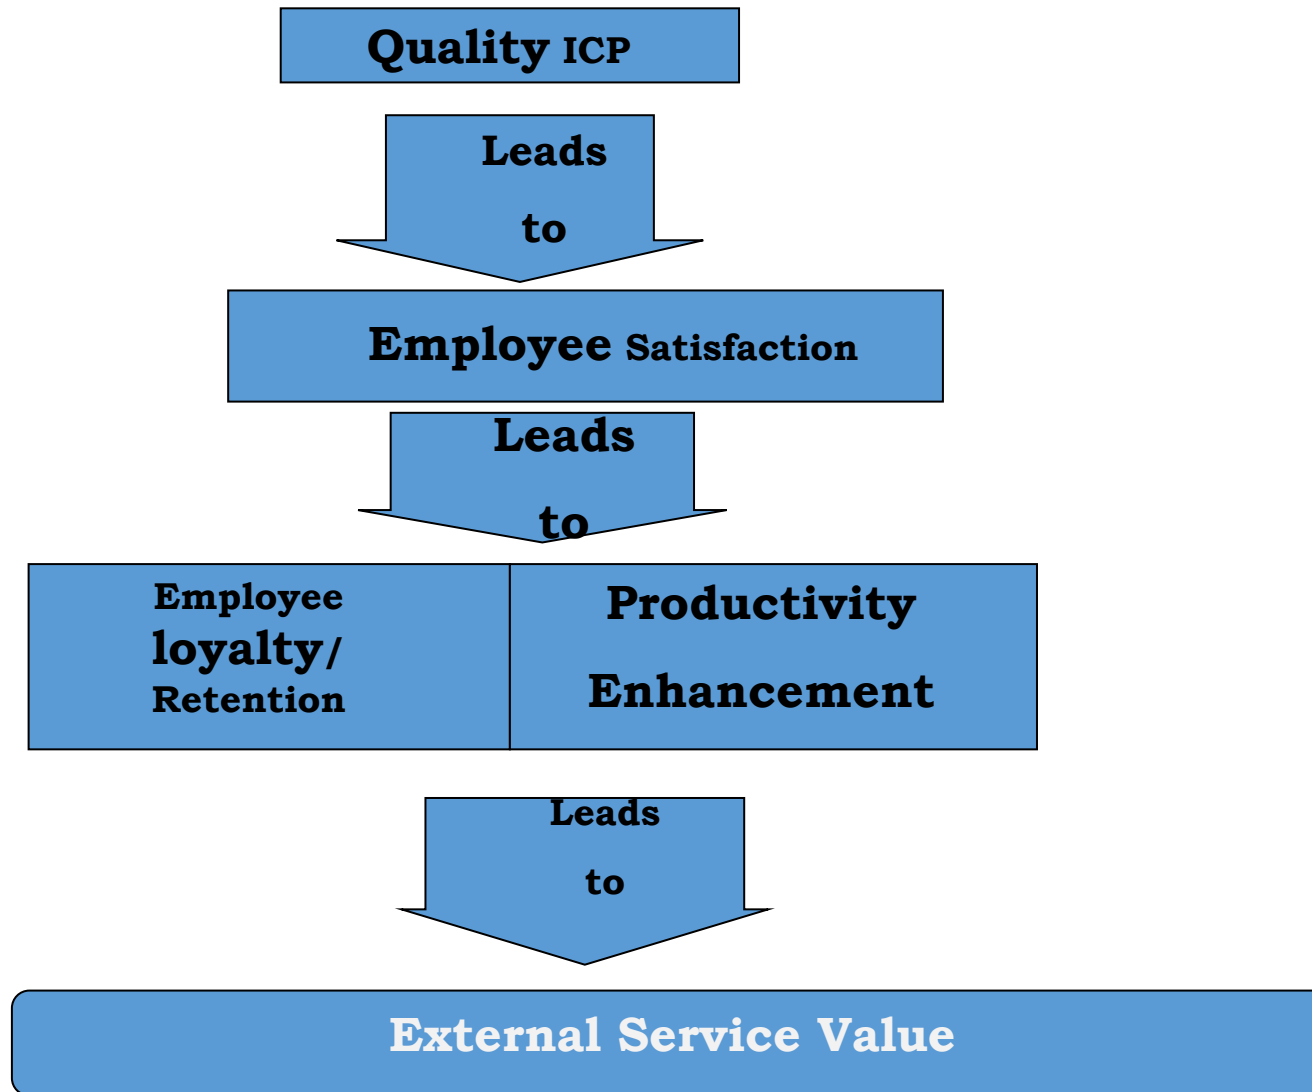 Quality ICP
Leads
to
Employee Satisfaction
Leads
to
Employee
loyalty/
Retention
Productivity
Enhancement
Leads
to
External Service Value